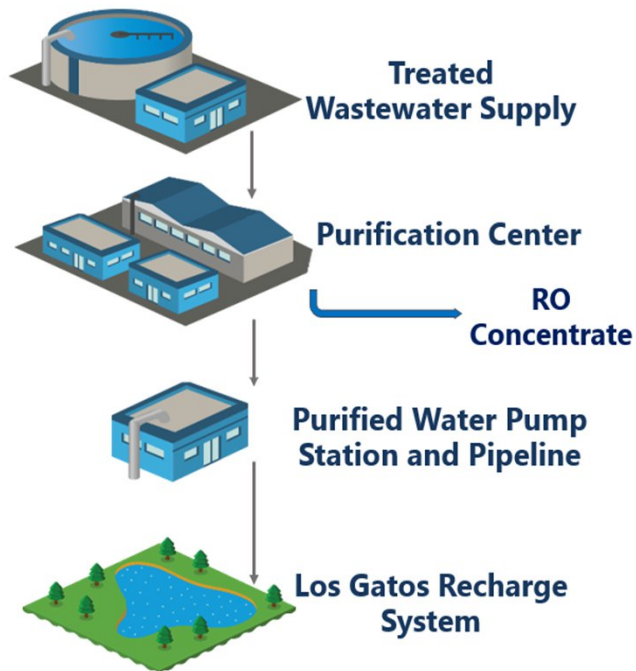 Treated
Wastewater Supply
Purification Center
RO
Concentrate
Purified Water Pump
Station and Pipeline
Los Gatos Recharge
System